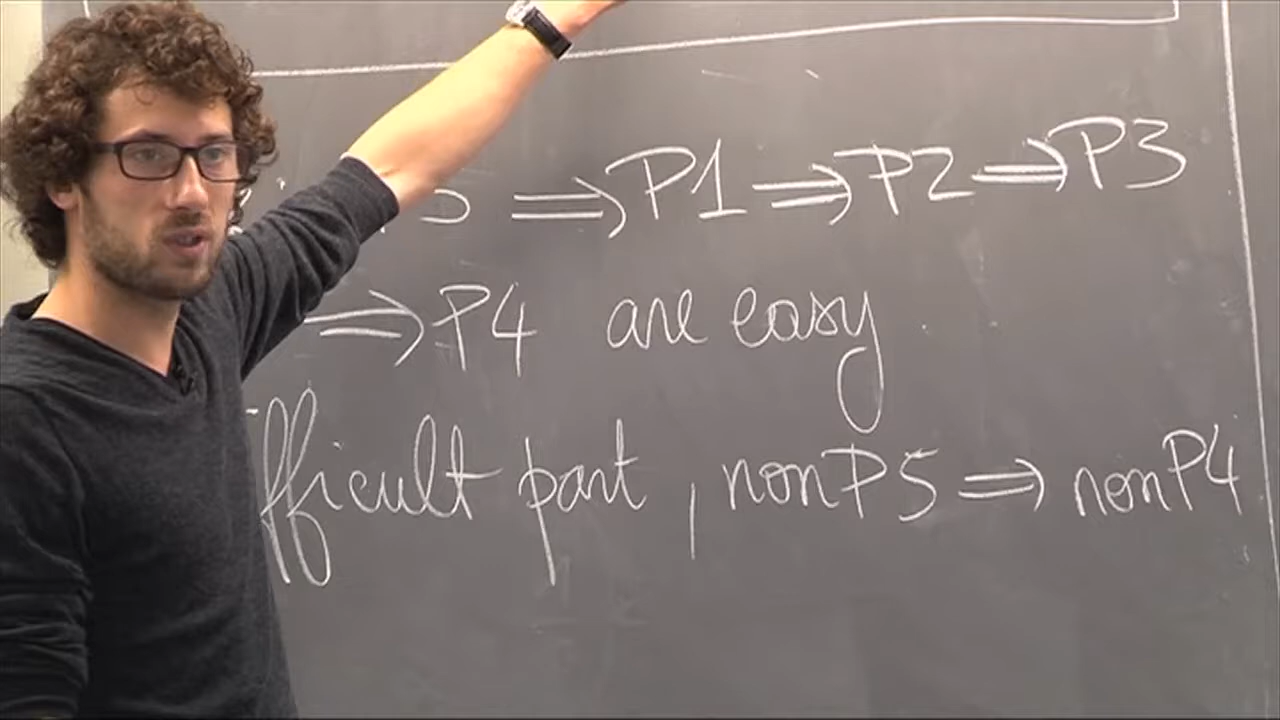 ⟹ P1 ⟹ P2 ⟹ P3
⟹ P4 are easy
fficult part, nonP5 ⟹ nonP4